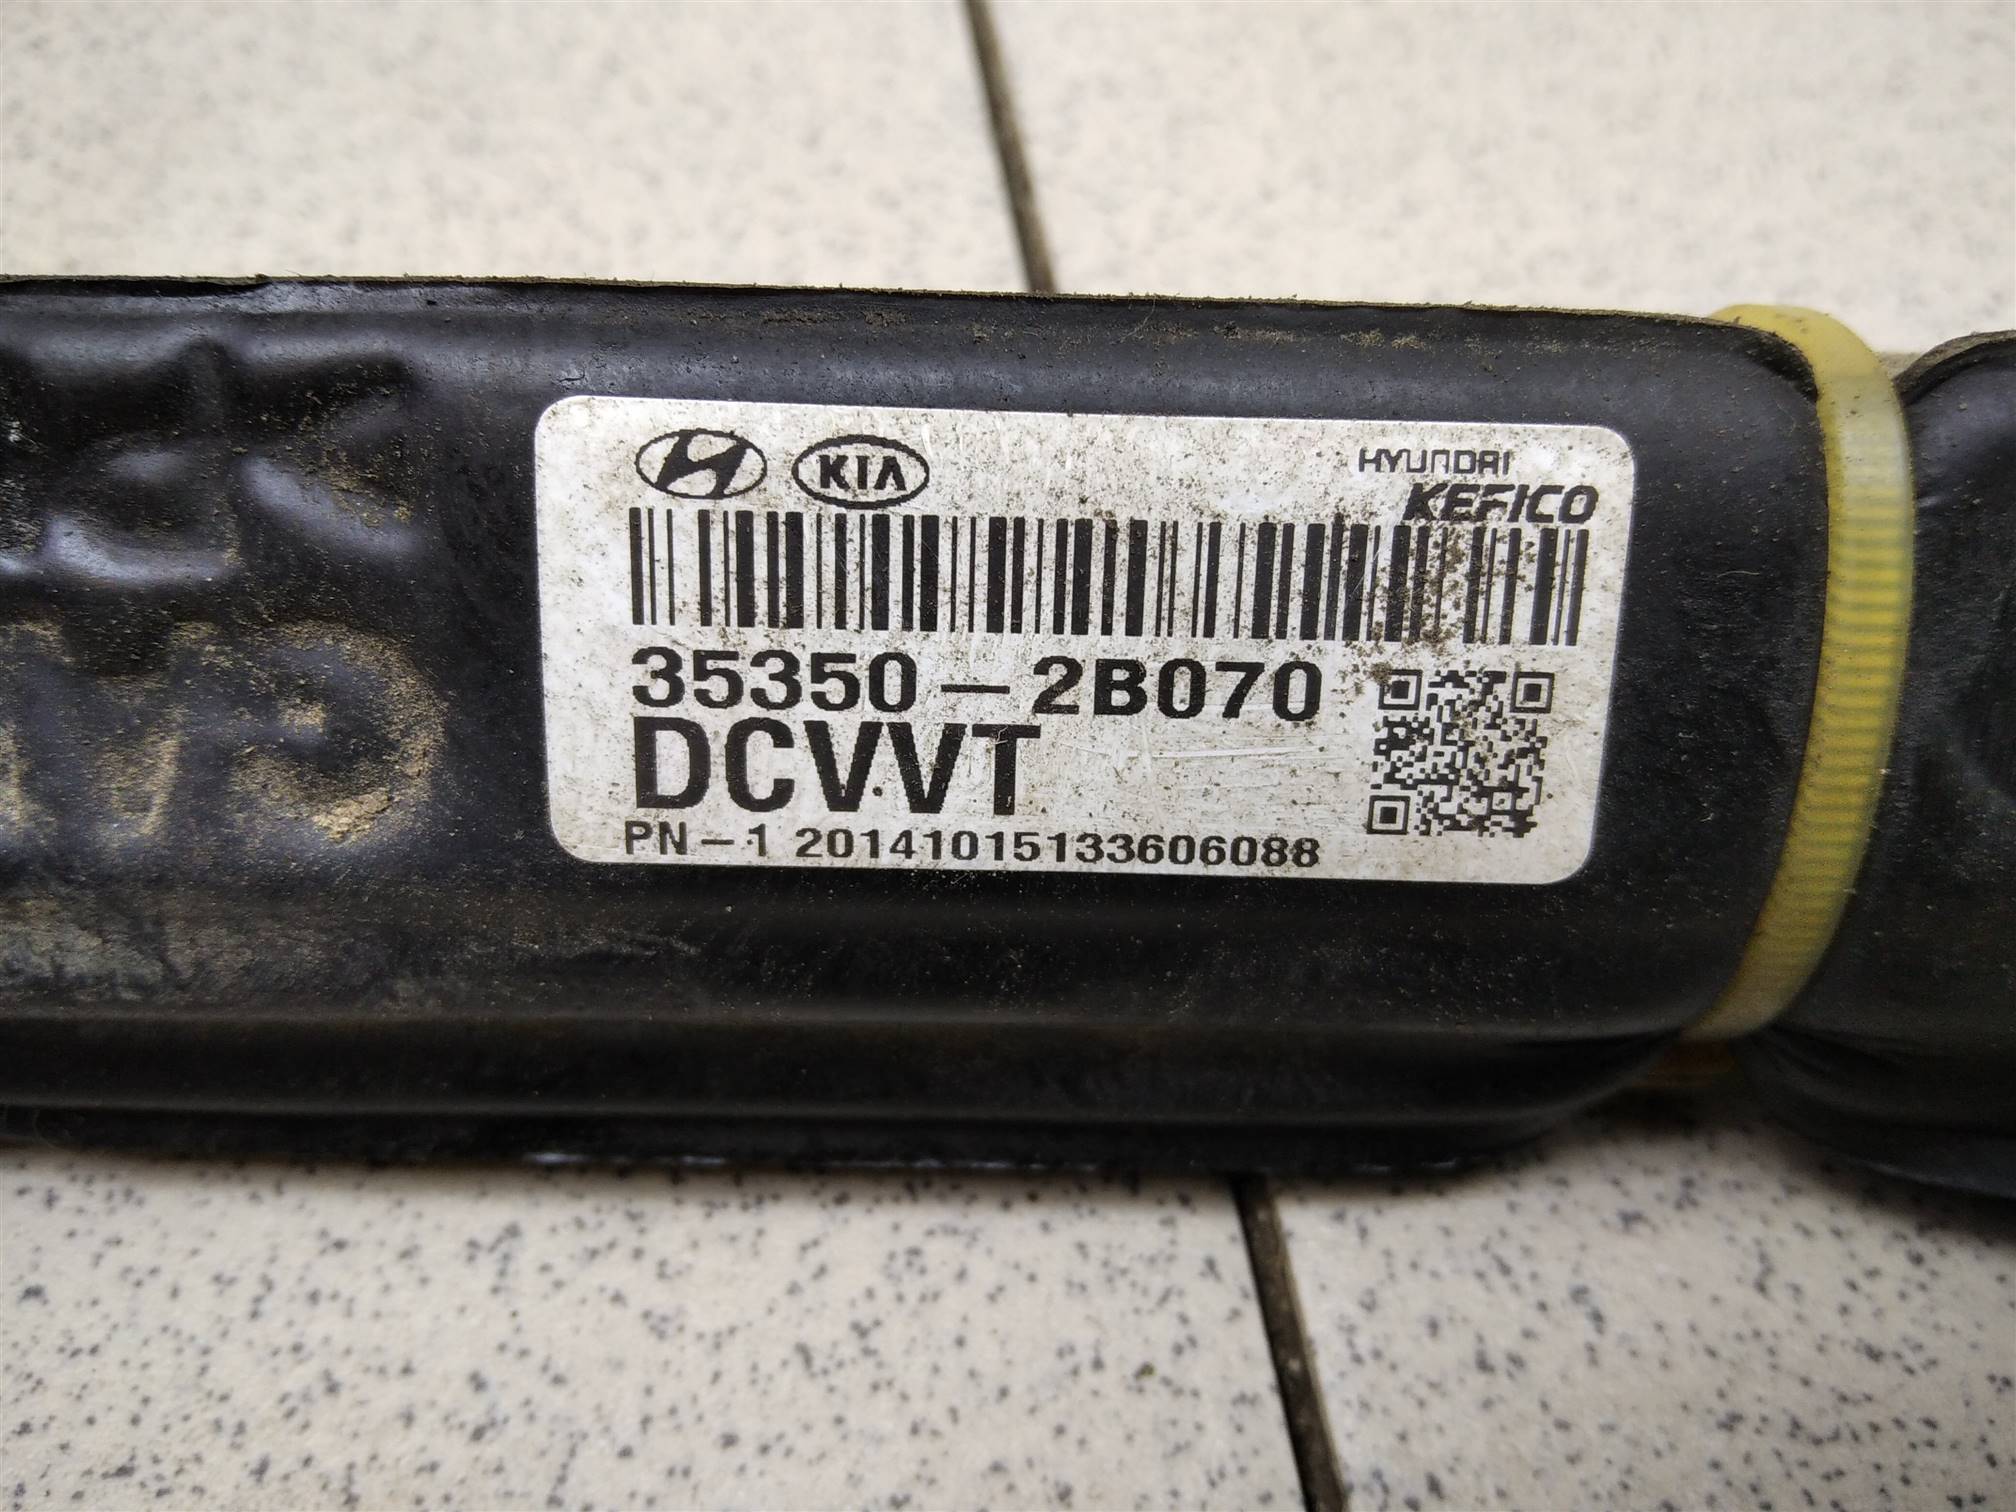 KIA
HYUNDAI
KEFICO
35350-2B070
DCVVT
PN-1 20141015133606088